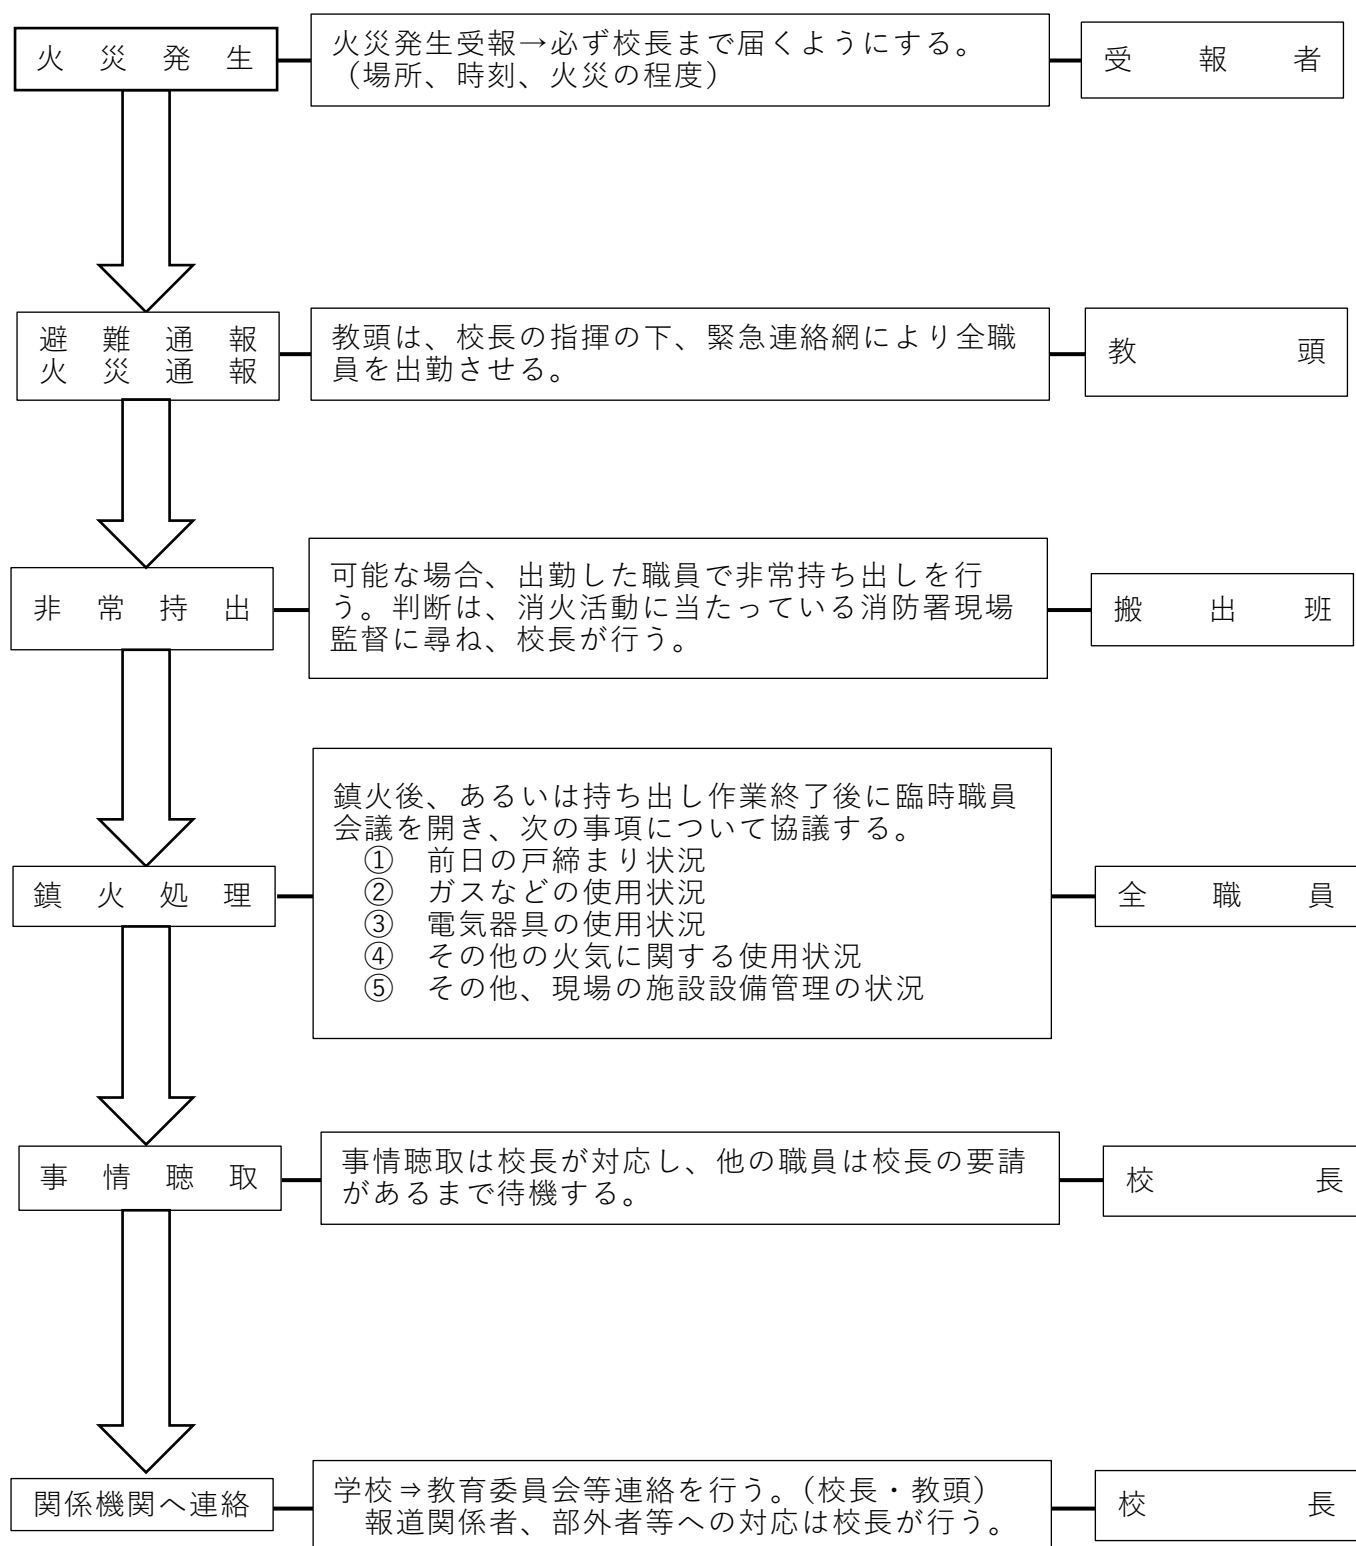 火災発生
火災発生受報→必ず校長まで届くようにする。
（場所、時刻、火災の程度）
受報者
避難通報
火災通報
教頭は、校長の指揮の下、緊急連絡網により全職
員を出勤させる。
教頭
非常持出
可能な場合、出勤した職員で非常持ち出しを行
う。判断は、消火活動に当たっている消防署現場
監督に尋ね、校長が行う。
搬出班
鎮火処理
鎮火後、あるいは持ち出し作業終了後に臨時職員
会議を開き、次の事項について協議する。
① 前日の戸締まり状況
② ガスなどの使用状況
③ 電気器具の使用状況
④ その他の火気に関する使用状況
⑤ その他、現場の施設設備管理の状況
全職員
事情聴取
事情聴取は校長が対応し、他の職員は校長の要請
があるまで待機する。
校長
関係機関へ連絡
学校⇒教育委員会等連絡を行う。（校長・教頭）
報道関係者、部外者等への対応は校長が行う。
校長